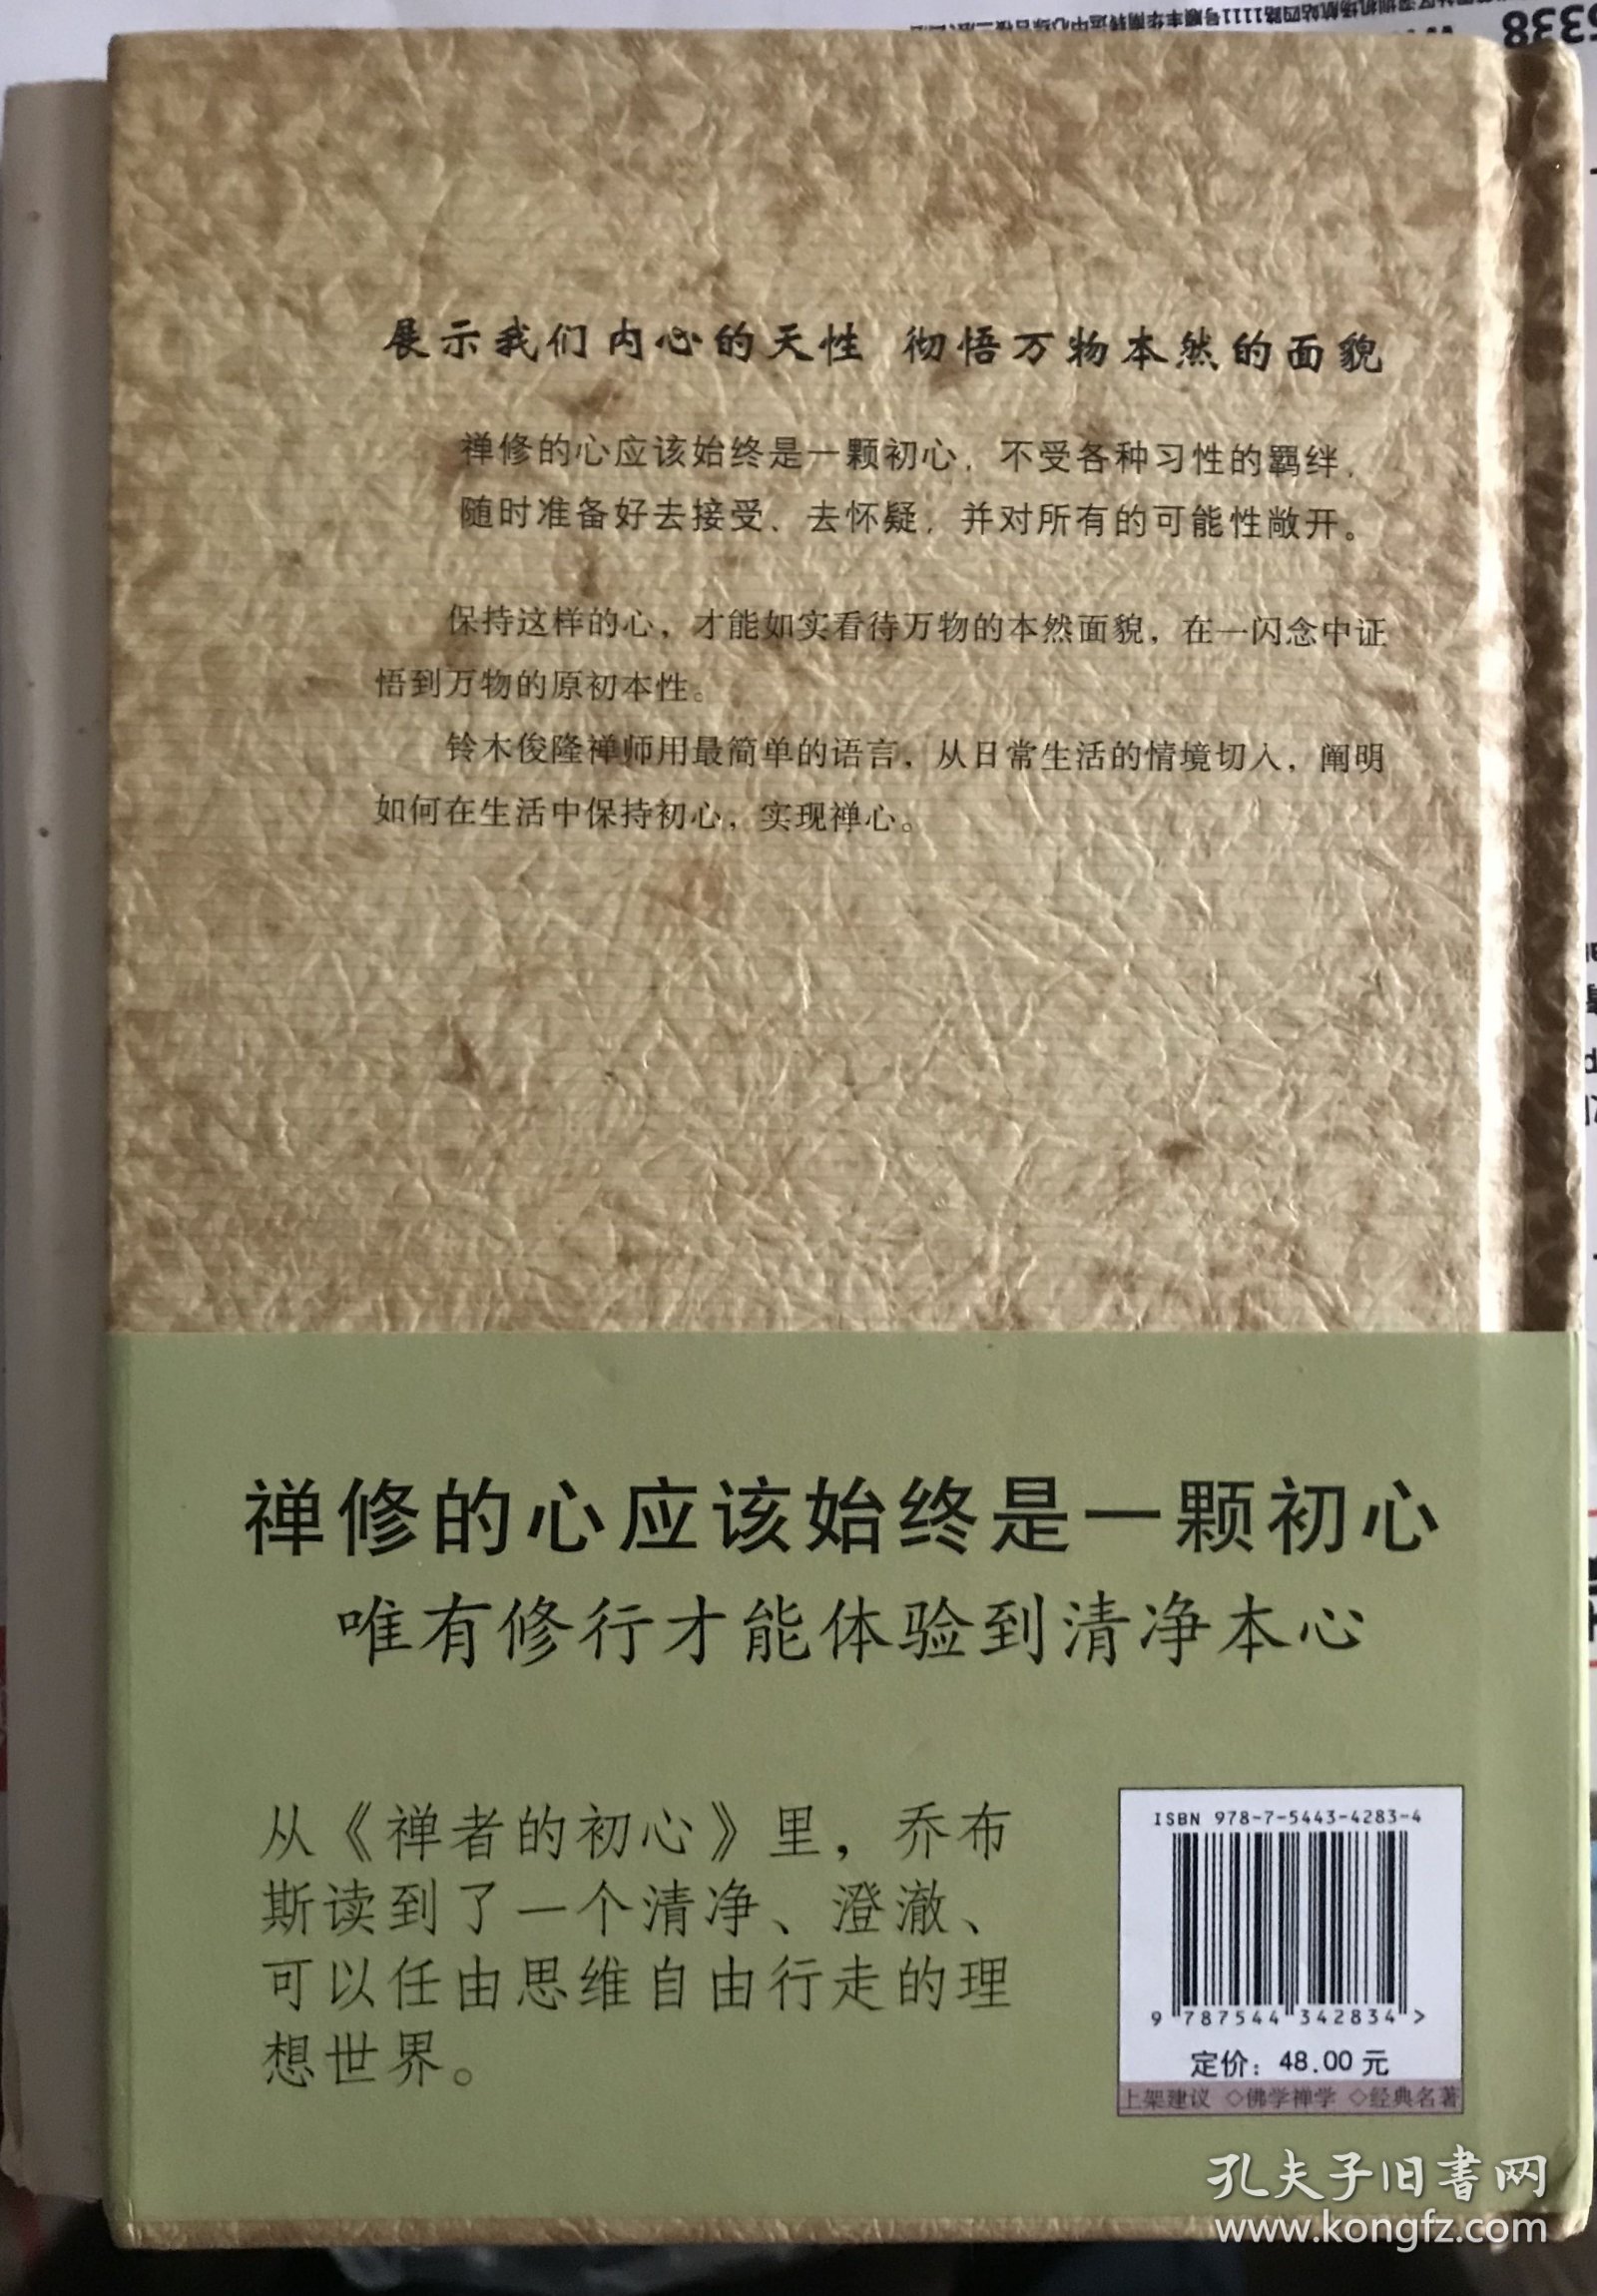 展示我们内心的天性 彻悟万物本然的面貌
禅修的心应该始终是一颗初心，不受各种习性的羁绊，
随时准备好去接受、去怀疑，并对所有的可能性敞开。
保持这样的心，才能如实看待万物的本然面貌，在一闪念中证
悟到万物的原初本性。
铃木俊隆禅师用最简单的语言，从日常生活的情境切入，阐明
如何在生活中保持初心，实现禅心。
禅修的心应该始终是一颗初心
唯有修行才能体验到清净本心
从《禅者的初心》里，乔布
斯读到了一个清净、澄澈、
可以任由思维自由行走的理
想世界。
ISBN 978-7-5443-4283-4
9 787544 342834 >
定价：48.00元
上架建议 ◇佛学禅学 ◇经典名著
孔夫子旧书网
www.kongfz.com